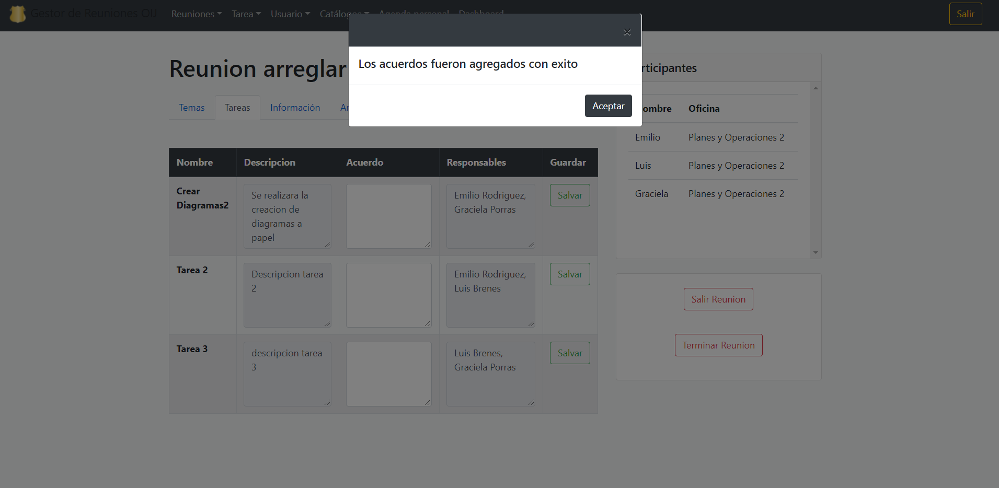 Gestor de Reuniones OIJ Reuniones Tarea Usuario Catálogos Agenda personal Dashboard Salir
×
Los acuerdos fueron agregados con exito
Aceptar
Reunion arreglar
Temas Tareas Información
Nombre Descripcion Acuerdo Responsables Guardar
Crear
Diagramas2
Se realizara la
creacion de
diagramas a
papel
Emilio Rodriguez,
Graciela Porras
Salvar
Tarea 2
Descripcion tarea
2
Emilio Rodriguez,
Luis Brenes
Salvar
Tarea 3
descripcion tarea
3
Luis Brenes,
Graciela Porras
Salvar
rticipantes
ombre Oficina
Emilio Planes y Operaciones 2
Luis Planes y Operaciones 2
Graciela Planes y Operaciones 2
Salir Reunion
Terminar Reunion